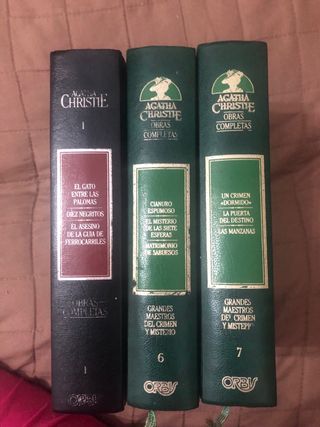 AGATHA
CHRISTIE
I
EL GATO
ENTRE LAS
PALOMAS
DIEZ NEGRITOS
EL ASESINO
DE LA GUIA DE
FERROCARRILES
OBRAS
COMPLETAS
I
ORBIS
AGATHA
CHRISTIE
OBRAS
COMPLETAS
CIANURO
ESPUMOSO
EL MISTERIO
DE LAS SIETE
ESFERAS
MATRIMONIO
DE SABUESOS
GRANDES
MAESTROS
DEL CRIMEN
Y MISTERIO
6
ORBIS
AGATHA
CHRISTIE
OBRAS
COMPLETAS
UN CRIMEN
«DORMIDO»
LA PUERTA
DEL DESTINO
LAS MANZANAS
GRANDES
MAESTROS
DEL CRIMEN
Y MISTERI
7
ORBIS